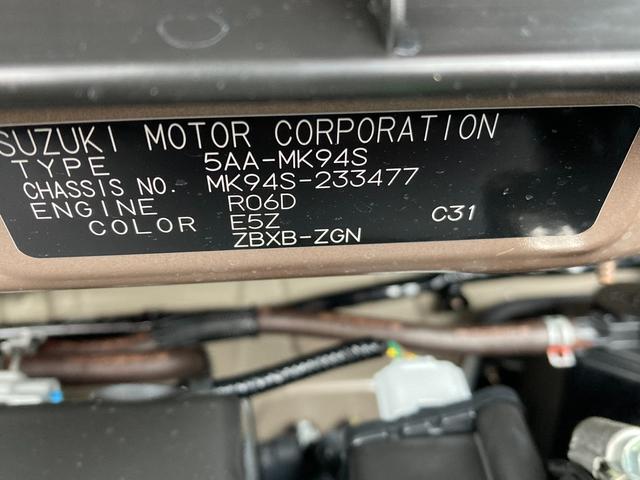 SUZUKI MOTOR CORPORATION
TYPE 5AA-MK94S
CHASSIS NO. MK94S-233477
ENGINE R06D
COLOR E5Z C31
ZBXB-ZGN